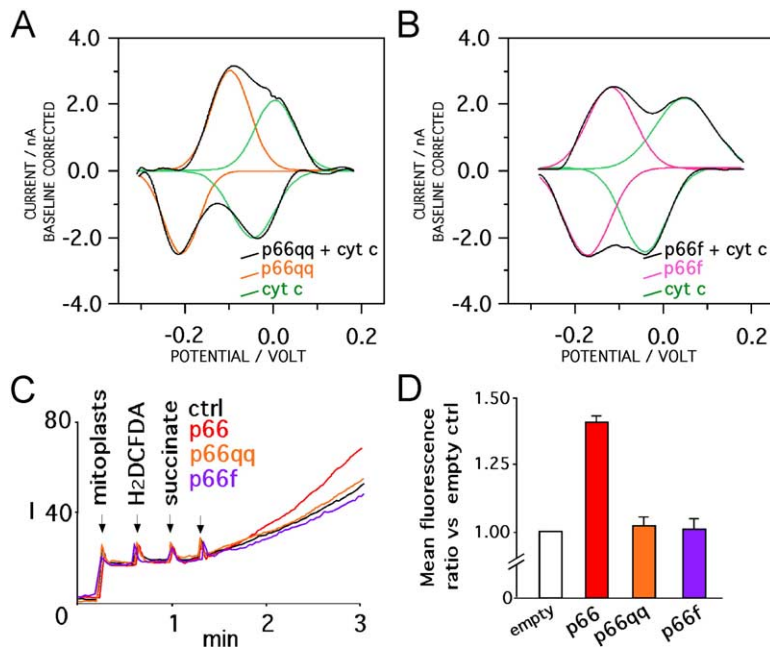 A
4.0
2.0
0.0
-2.0
-4.0
CURRENT / nA
BASELINE CORRECTED
p66qq + cyt c
p66qq
cyt c
-0.2
0.0
0.2
POTENTIAL / VOLT
B
4.0
2.0
0.0
-2.0
-4.0
CURRENT / nA
BASELINE CORRECTED
p66f + cyt c
p66f
cyt c
-0.2
0.0
0.2
POTENTIAL / VOLT
C
80
I 40
0
mitoplasts
H2DCFDA
succinate
ctrl
p66
p66qq
p66f
0
1
2
3
min
D
Mean fluorescence
ratio vs empty ctrl
1.50
1.25
1.00
0
empty
p66
p66qq
p66f